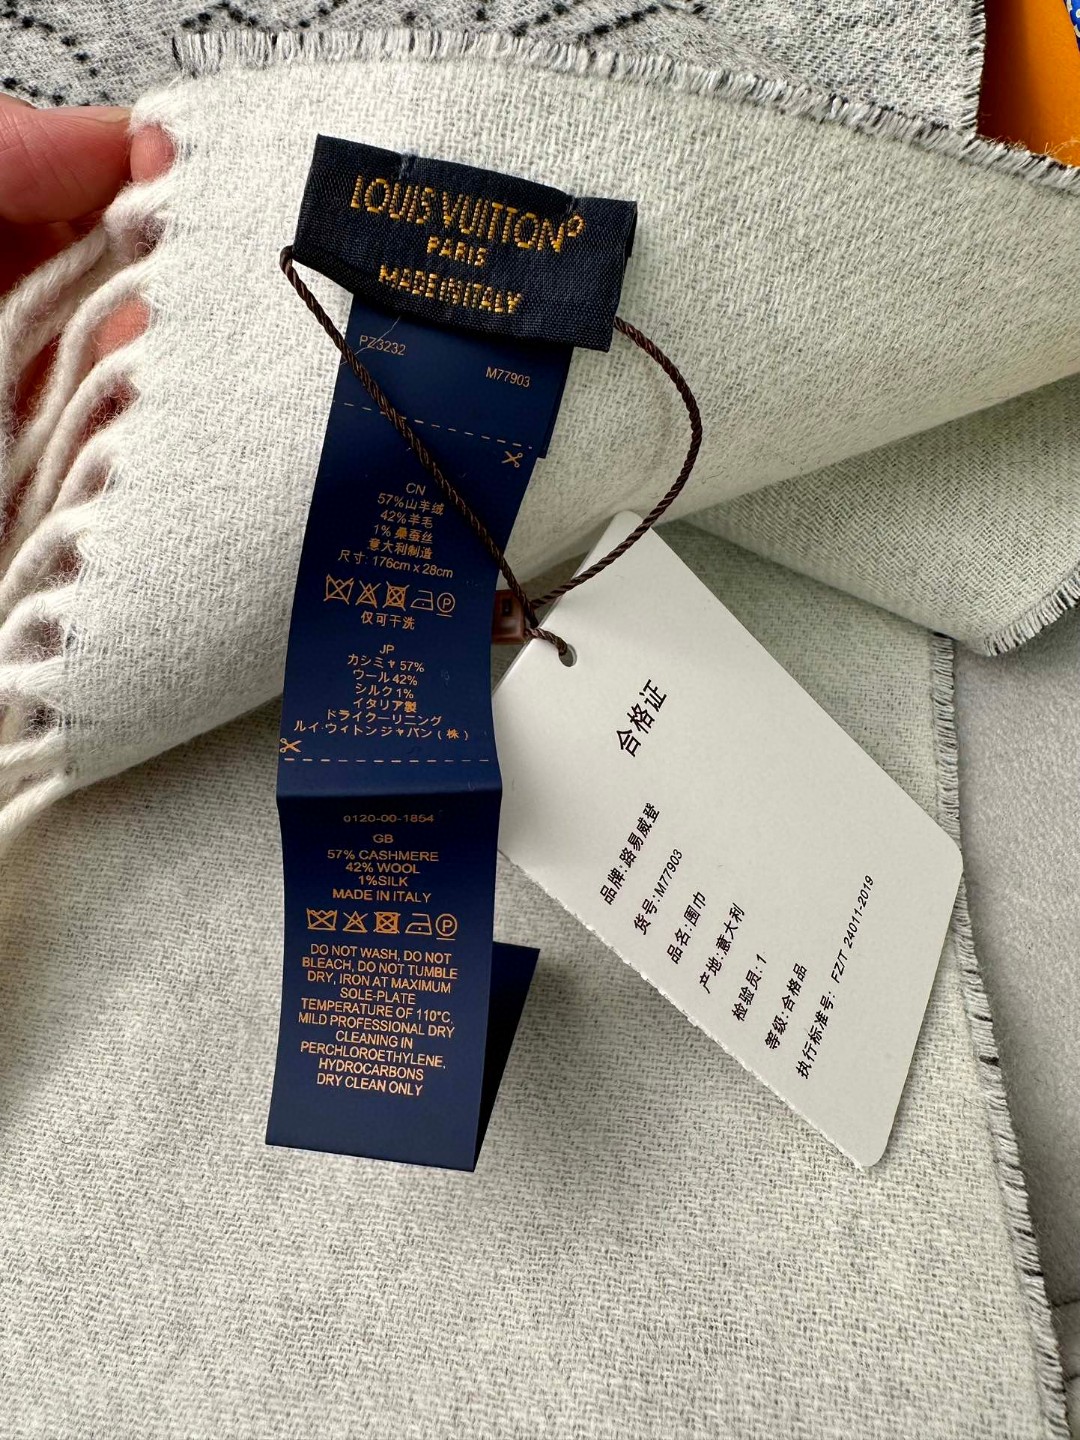 LOUIS VUITTON
PARIS
MADE IN ITALY
PZ3232
M77903
CN
57%山羊绒
42%羊毛
1% 桑蚕丝
意大利制造
尺寸: 176cm x 28cm
P
仅可干洗
JP
カシミヤ 57%
ウール 42%
シルク 1%
イタリア製
ドライクーリニング
ルイ·ウィトンジャパン ( 株 )
0120-00-1854
GB
57% CASHMERE
42% WOOL
1%SILK
MADE IN ITALY
P
DO NOT WASH, DO NOT
BLEACH, DO NOT TUMBLE
DRY, IRON AT MAXIMUM
SOLE-PLATE
TEMPERATURE OF 110°C,
MILD PROFESSIONAL DRY
CLEANING IN
PERCHLOROETHYLENE,
HYDROCARBONS
DRY CLEAN ONLY
合格证
品牌:路易威登
货号:M77903
品名:围巾
产地:意大利
检验员: 1
等级:合格品
执行标准号: FZ/T 24011-2019